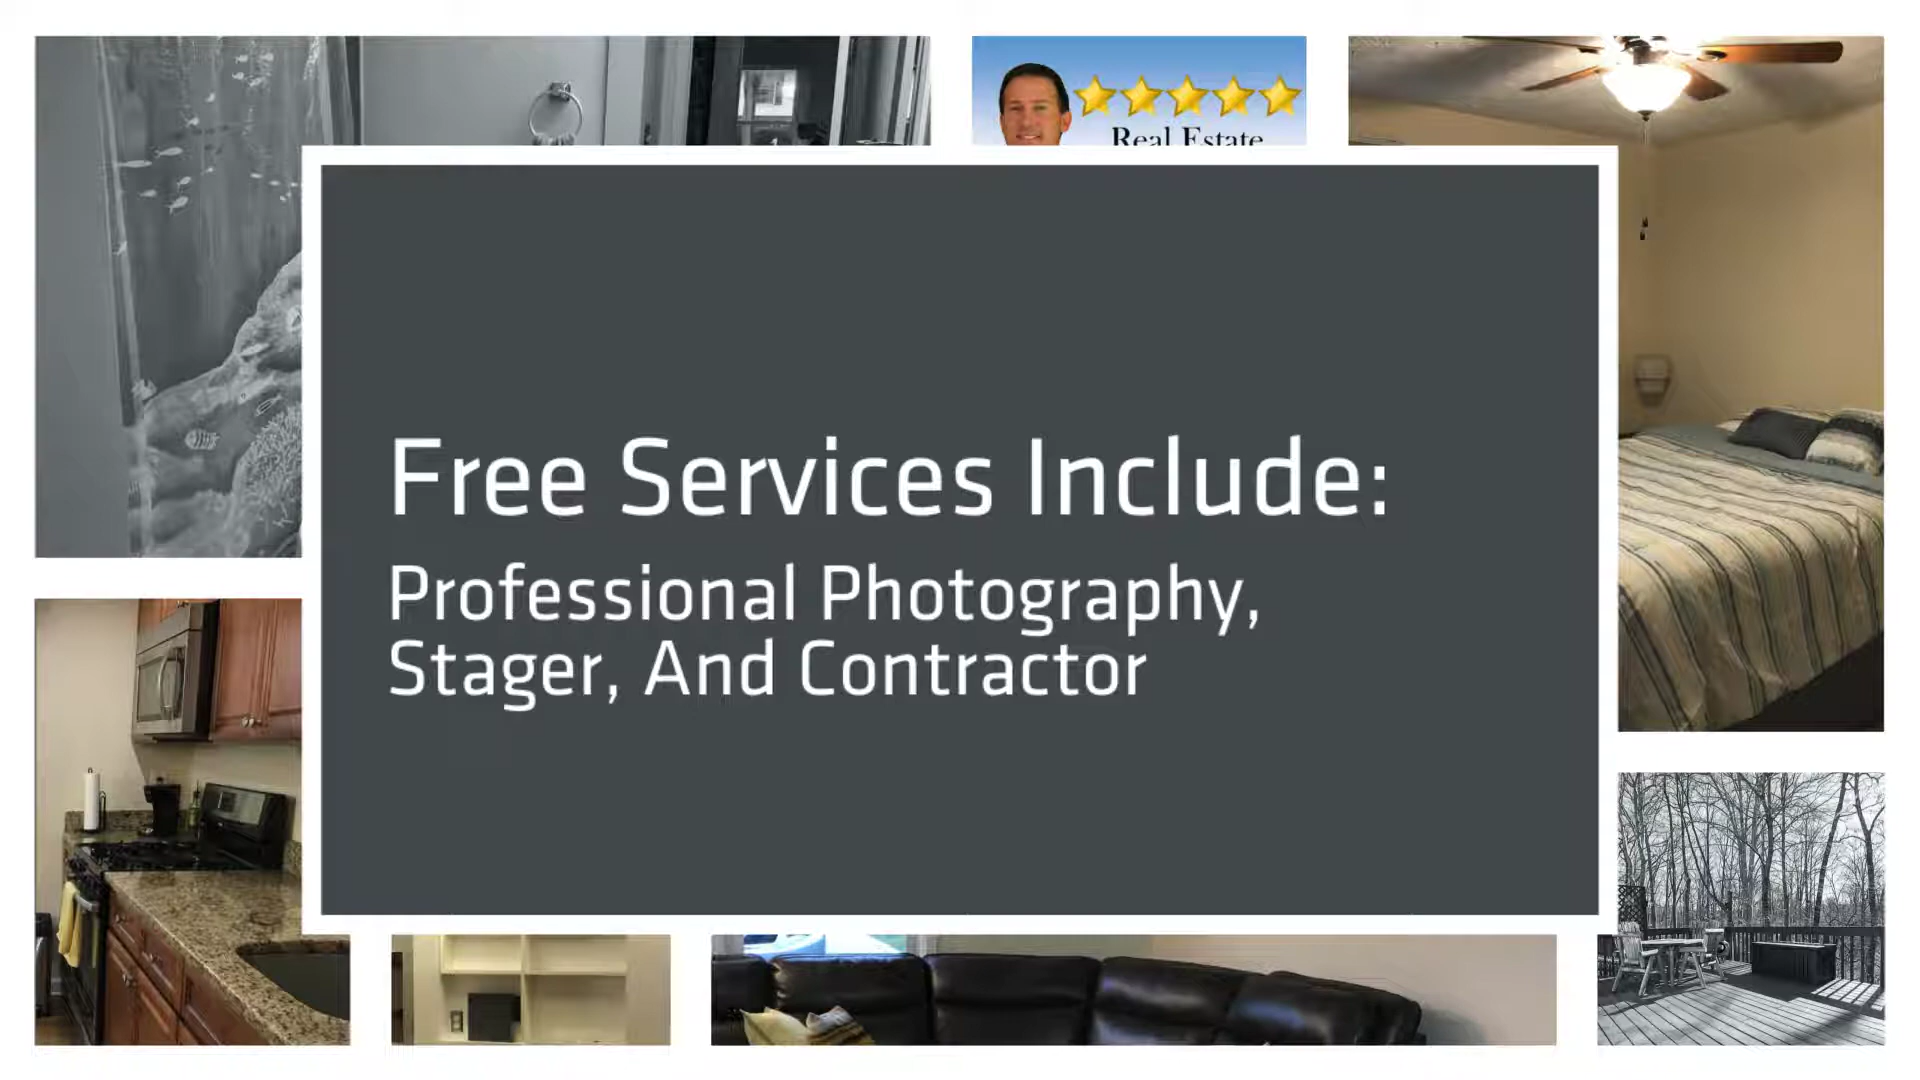 Real Estate
Free Services Include:
Professional Photography,
Stager, And Contractor